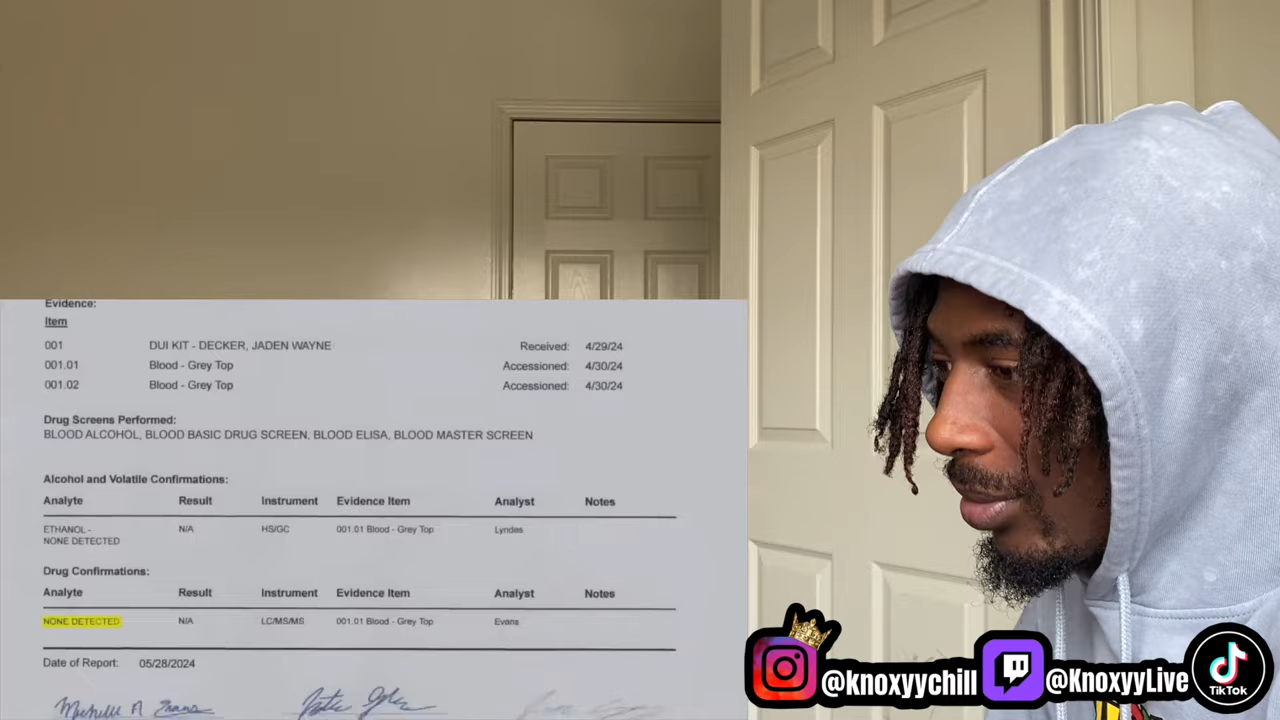 Evidence:
Item
001 DUI KIT - DECKER, JADEN WAYNE Received: 4/29/24
001.01 Blood - Grey Top Accessioned: 4/30/24
001.02 Blood - Grey Top Accessioned: 4/30/24
Drug Screens Performed:
BLOOD ALCOHOL, BLOOD BASIC DRUG SCREEN, BLOOD ELISA, BLOOD MASTER SCREEN
Alcohol and Volatile Confirmations:
Analyte Result Instrument Evidence Item Analyst Notes
ETHANOL - N/A HS/GC 001.01 Blood - Grey Top Lyndes
NONE DETECTED
Drug Confirmations:
Analyte Result Instrument Evidence Item Analyst Notes
NONE DETECTED N/A LC/MS/MS 001.01 Blood - Grey Top Evans
Date of Report: 05/28/2024
@knoxyychill @KnoxyyLive TikTok